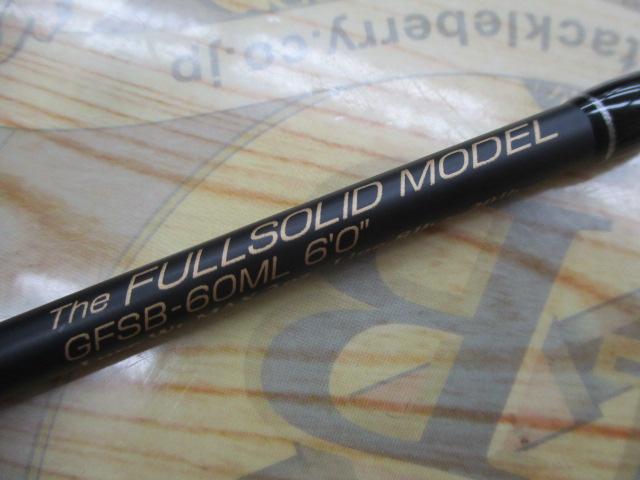 tackleberry.co.jp
The FULLSOLID MODEL
GFSB-60ML 6'0"
B